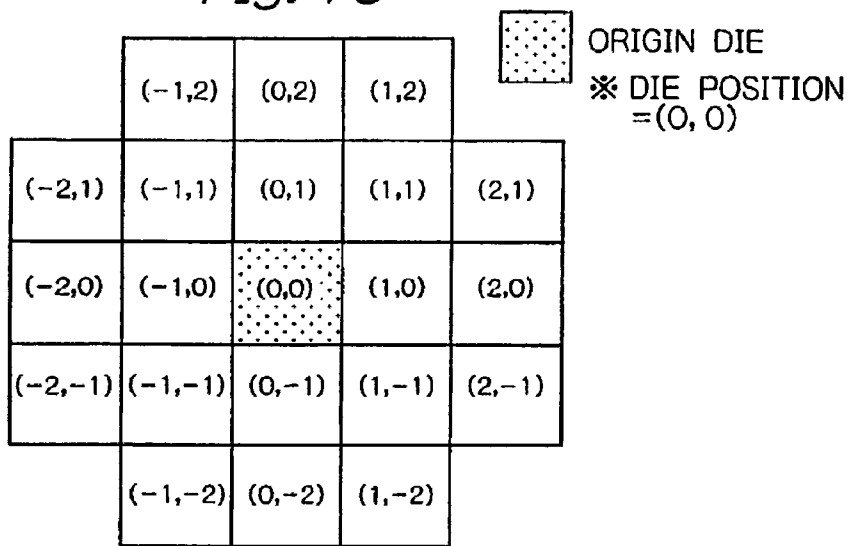 ORIGIN DIE
※ DIE POSITION
=(0, 0)
(-1,2) (0,2) (1,2)
(-2,1) (-1,1) (0,1) (1,1) (2,1)
(-2,0) (-1,0) (0,0) (1,0) (2,0)
(-2,-1) (-1,-1) (0,-1) (1,-1) (2,-1)
(-1,-2) (0,-2) (1,-2)